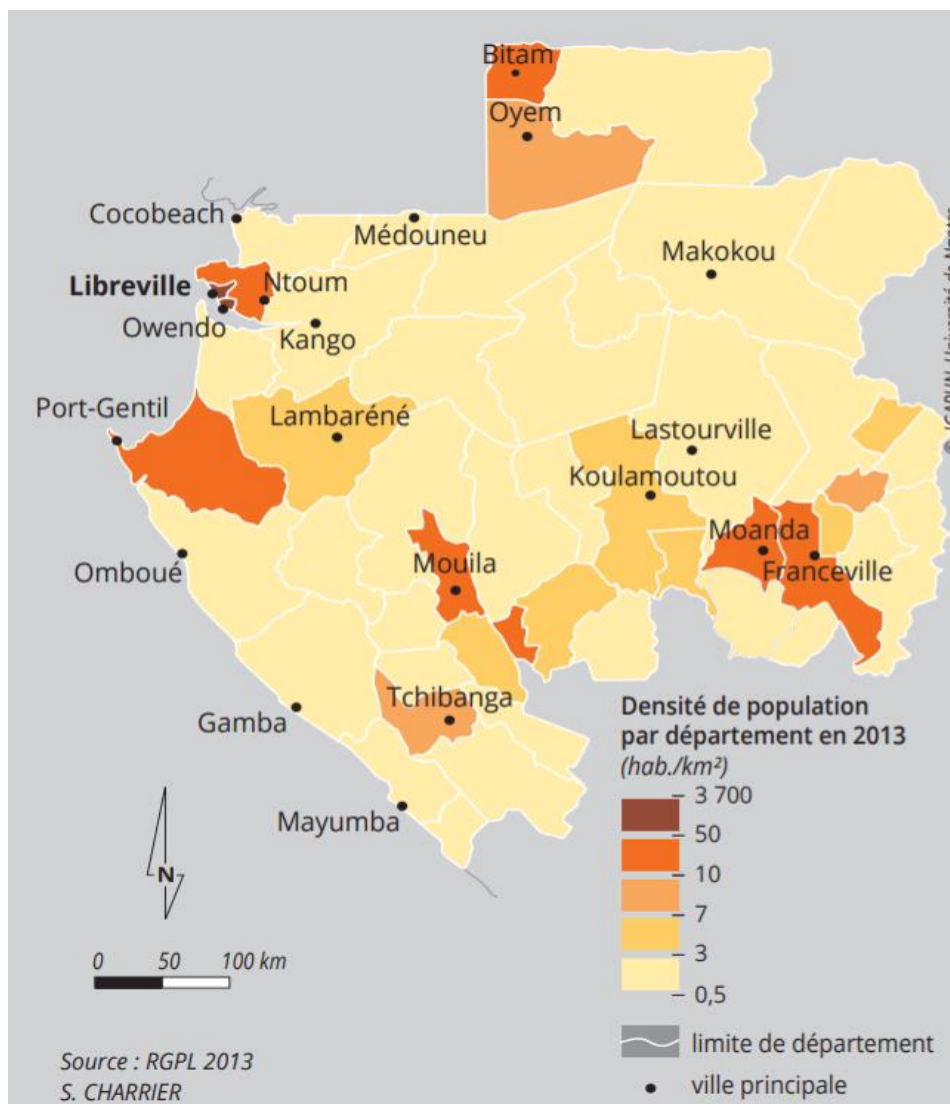 Bitam
Oyem
Cocobeach
Médouneu
Makokou
Libreville
Ntoum
Owendo
Kango
Port-Gentil
Lambaréné
Lastourville
Koulamoutou
Moanda
Omboué
Mouila
Franceville
Tchibanga
Gamba
Mayumba
Densité de population
par département en 2013
(hab./km²)
3 700
50
10
7
3
0,5
limite de département
ville principale
N
0 50 100 km
Source : RGPL 2013
S. CHARRIER